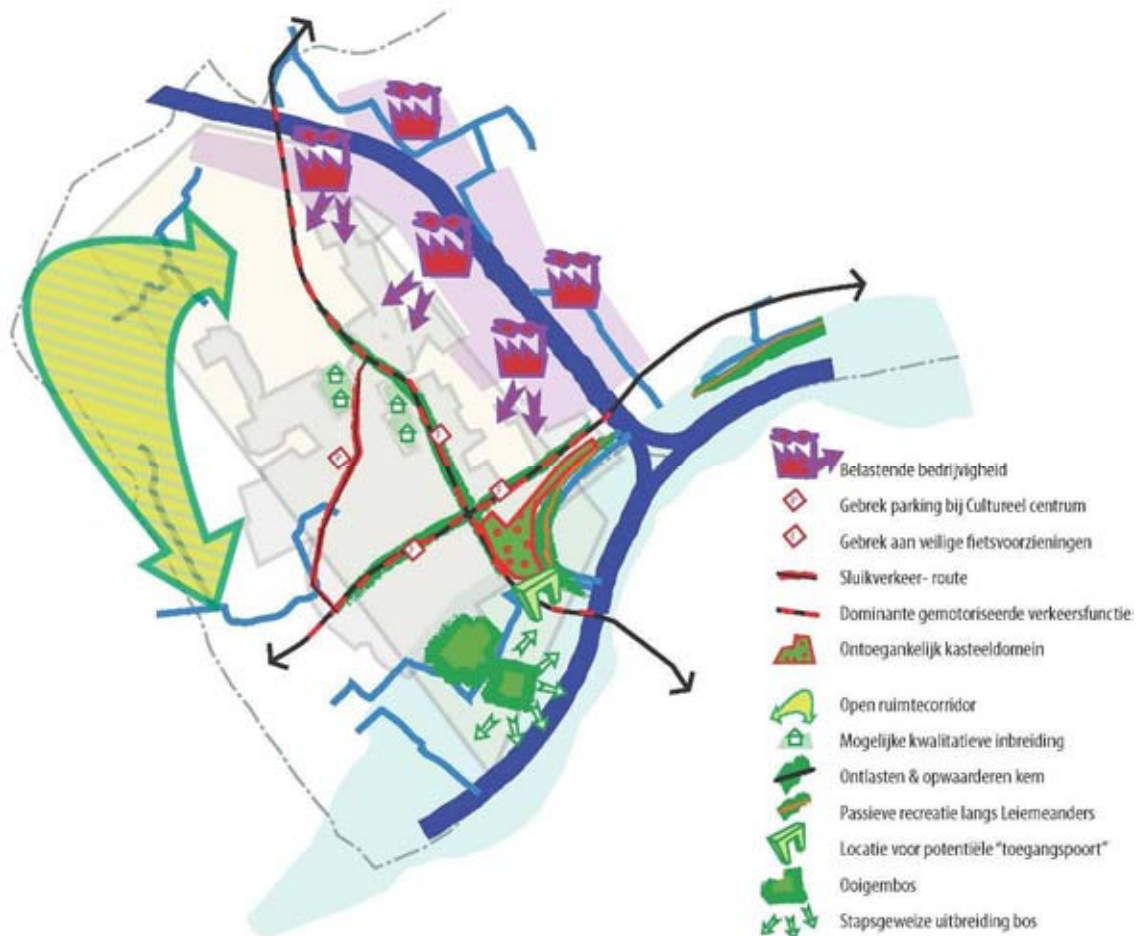 Belastende bedrijvigheid
Gebrek parking bij Cultureel centrum
Gebrek aan veilige fietsvoorzieningen
Sluikverkeer- route
Dominante gemotoriseerde verkeersfunctie
Ontoegankelijk kasteeldomein
Open ruimtecorridor
Mogelijke kwalitatieve inbreiding
Ontlasten & opwaarderen kern
Passieve recreatie langs Leiemeanders
Locatie voor potentiële "toegangspoort"
Ooigembos
Stapsgeweize uitbreiding bos